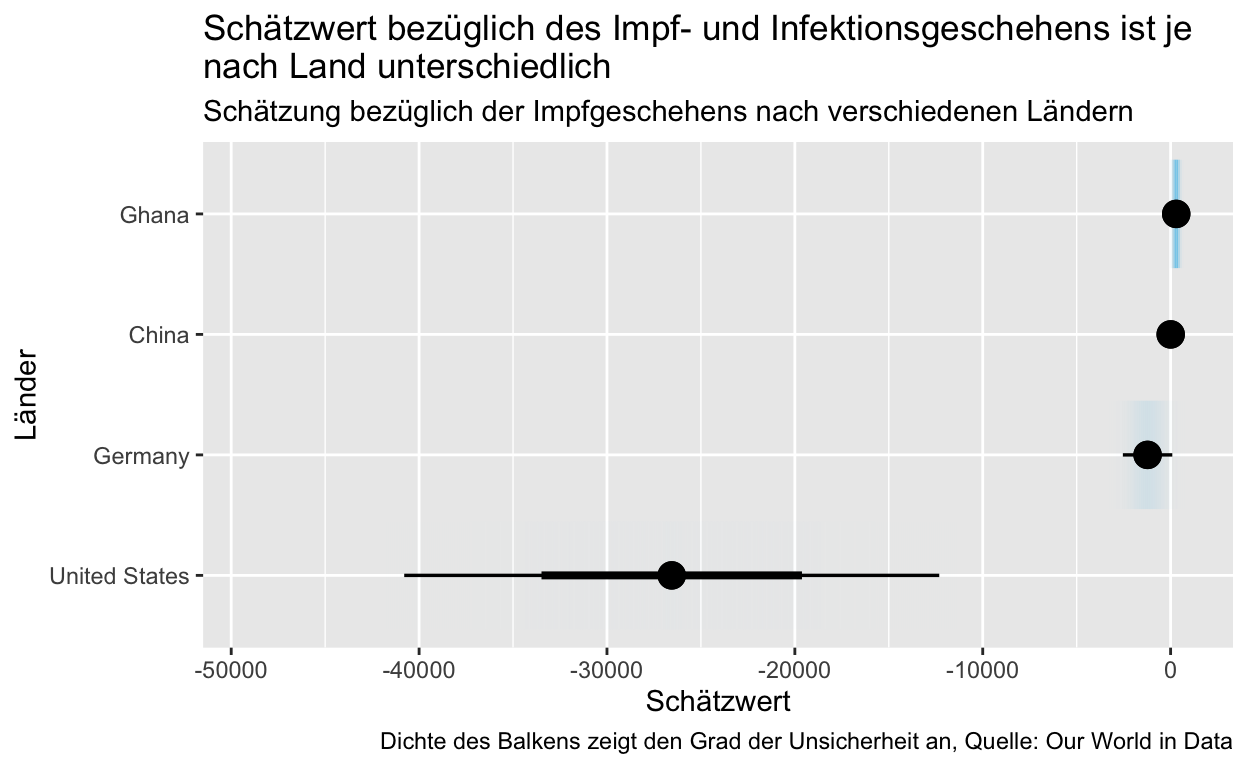 Schätzwert bezüglich des Impf- und Infektionsgeschehens ist je
nach Land unterschiedlich
Schätzung bezüglich der Impfgeschehens nach verschiedenen Ländern
Länder
Ghana
China
Germany
United States
-50000 -40000 -30000 -20000 -10000 0
Schätzwert
Dichte des Balkens zeigt den Grad der Unsicherheit an, Quelle: Our World in Data